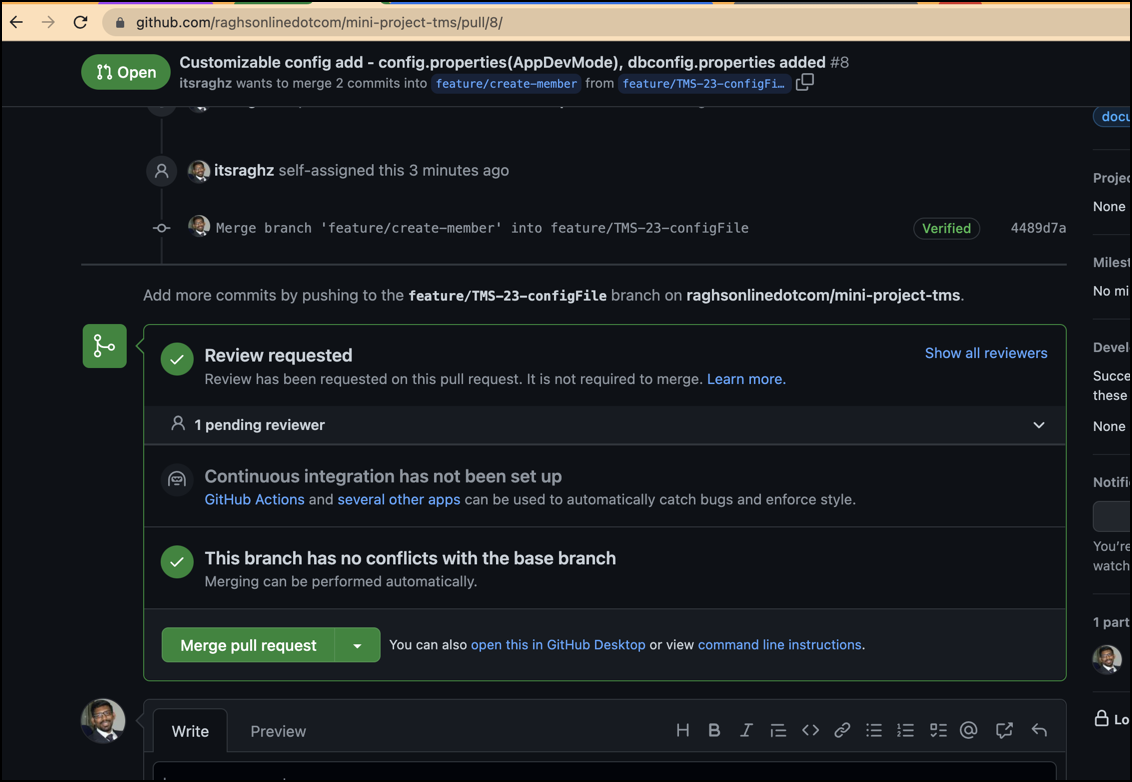 github.com/raghsonlinedotcom/mini-project-tms/pull/8/
Open
Customizable config add - config.properties(AppDevMode), dbconfig.properties added #8
itsraghz wants to merge 2 commits into feature/create-member from feature/TMS-23-configFi…
itsraghz self-assigned this 3 minutes ago
Merge branch 'feature/create-member' into feature/TMS-23-configFile Verified 4489d7a
Add more commits by pushing to the feature/TMS-23-configFile branch on raghsonlinedotcom/mini-project-tms.
Review requested
Show all reviewers
Review has been requested on this pull request. It is not required to merge. Learn more.
1 pending reviewer
Continuous integration has not been set up
GitHub Actions and several other apps can be used to automatically catch bugs and enforce style.
This branch has no conflicts with the base branch
Merging can be performed automatically.
Merge pull request
You can also open this in GitHub Desktop or view command line instructions.
Write Preview
docu
Projec
None
Milest
No mi
Devel
Succe
these
None
Notifi
You're
watch
1 part
Lo